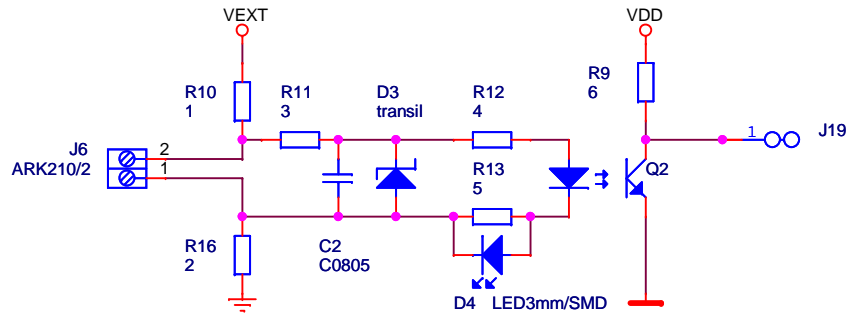 VEXT
VDD
R10
1
R11
3
D3
transil
R12
4
R9
6
J6
ARK210/2
2
1
1
J19
R13
5
Q2
R16
2
C2
C0805
D4 LED3mm/SMD